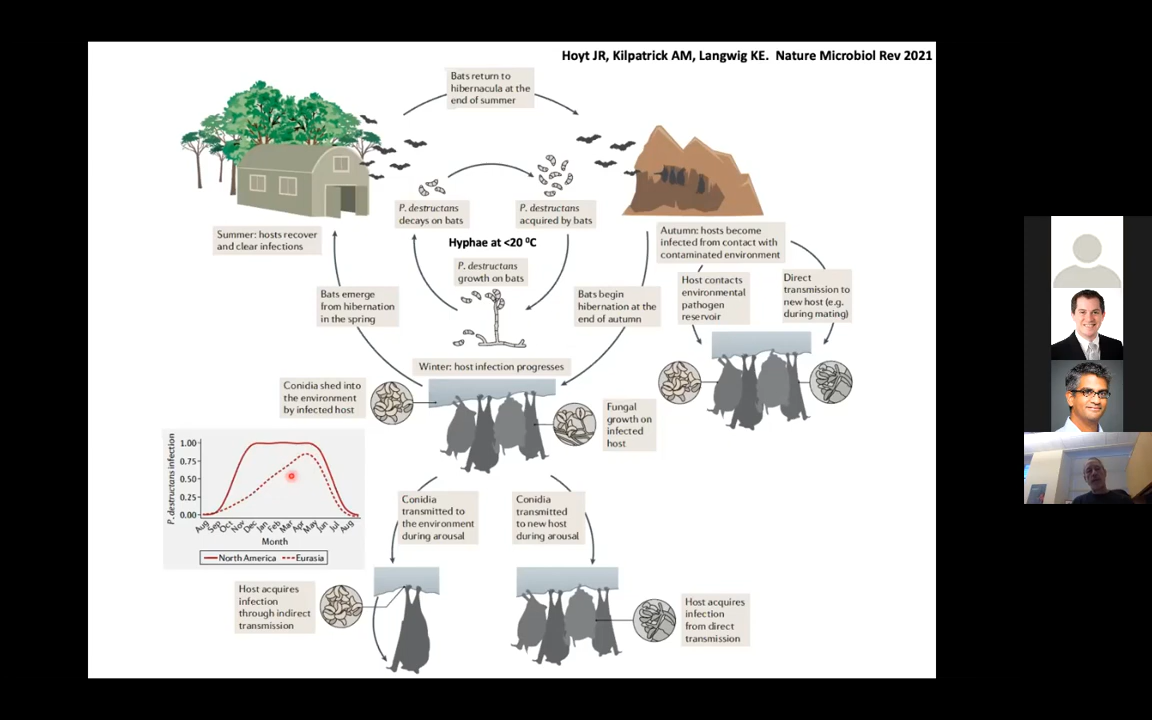 Hoyt JR, Kilpatrick AM, Langwig KE. Nature Microbiol Rev 2021
Bats return to
hibernacula at the
end of summer
P. destructans
decays on bats
P. destructans
acquired by bats
Summer: hosts recover
and clear infections
Hyphae at <20 ⁰C
Autumn: hosts become
infected from contact with
contaminated environment
P. destructans
growth on bats
Host contacts
environmental
pathogen
reservoir
Direct
transmission to
new host (e.g.
during mating)
Bats emerge
from hibernation
in the spring
Bats begin
hibernation at the
end of autumn
Winter: host infection progresses
Conidia shed into
the environment
by infected host
Fungal
growth on
infected
host
P. destructans infection
1.00
0.75
0.50
0.25
0.00
Aug
Sep
Oct
Nov
Dec
Jan
Feb
Mar
Apr
May
Jun
Jul
Aug
Month
North America
Eurasia
Conidia
transmitted to
the environment
during arousal
Conidia
transmitted
to new host
during arousal
Host acquires
infection
through indirect
transmission
Host acquires
infection
from direct
transmission